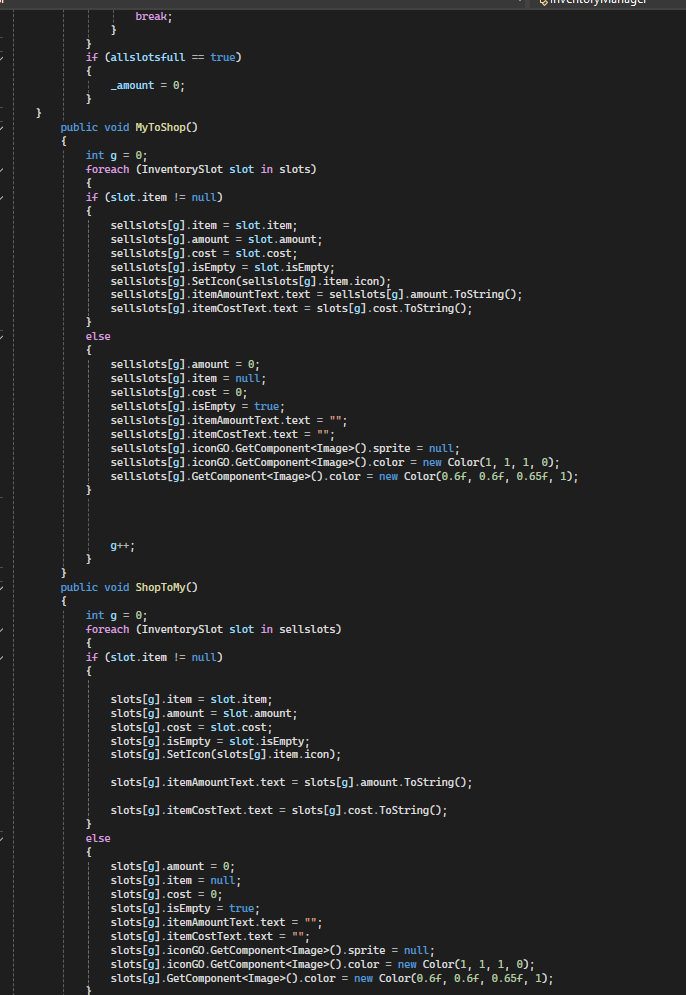 InventoryManager
break;
}
}
if (allslotsfull == true)
{
_amount = 0;
}
}
public void MyToShop()
{
int g = 0;
foreach (InventorySlot slot in slots)
{
if (slot.item != null)
{
sellslots[g].item = slot.item;
sellslots[g].amount = slot.amount;
sellslots[g].cost = slot.cost;
sellslots[g].isEmpty = slot.isEmpty;
sellslots[g].SetIcon(sellslots[g].item.icon);
sellslots[g].itemAmountText.text = sellslots[g].amount.ToString();
sellslots[g].itemCostText.text = slots[g].cost.ToString();
}
else
{
sellslots[g].amount = 0;
sellslots[g].item = null;
sellslots[g].cost = 0;
sellslots[g].isEmpty = true;
sellslots[g].itemAmountText.text = "";
sellslots[g].itemCostText.text = "";
sellslots[g].iconGO.GetComponent<Image>().sprite = null;
sellslots[g].iconGO.GetComponent<Image>().color = new Color(1, 1, 1, 0);
sellslots[g].GetComponent<Image>().color = new Color(0.6f, 0.6f, 0.65f, 1);
}
g++;
}
}
public void ShopToMy()
{
int g = 0;
foreach (InventorySlot slot in sellslots)
{
if (slot.item != null)
{
slots[g].item = slot.item;
slots[g].amount = slot.amount;
slots[g].cost = slot.cost;
slots[g].isEmpty = slot.isEmpty;
slots[g].SetIcon(slots[g].item.icon);
slots[g].itemAmountText.text = slots[g].amount.ToString();
slots[g].itemCostText.text = slots[g].cost.ToString();
}
else
{
slots[g].amount = 0;
slots[g].item = null;
slots[g].cost = 0;
slots[g].isEmpty = true;
slots[g].itemAmountText.text = "";
slots[g].itemCostText.text = "";
slots[g].iconGO.GetComponent<Image>().sprite = null;
slots[g].iconGO.GetComponent<Image>().color = new Color(1, 1, 1, 0);
slots[g].GetComponent<Image>().color = new Color(0.6f, 0.6f, 0.65f, 1);
}